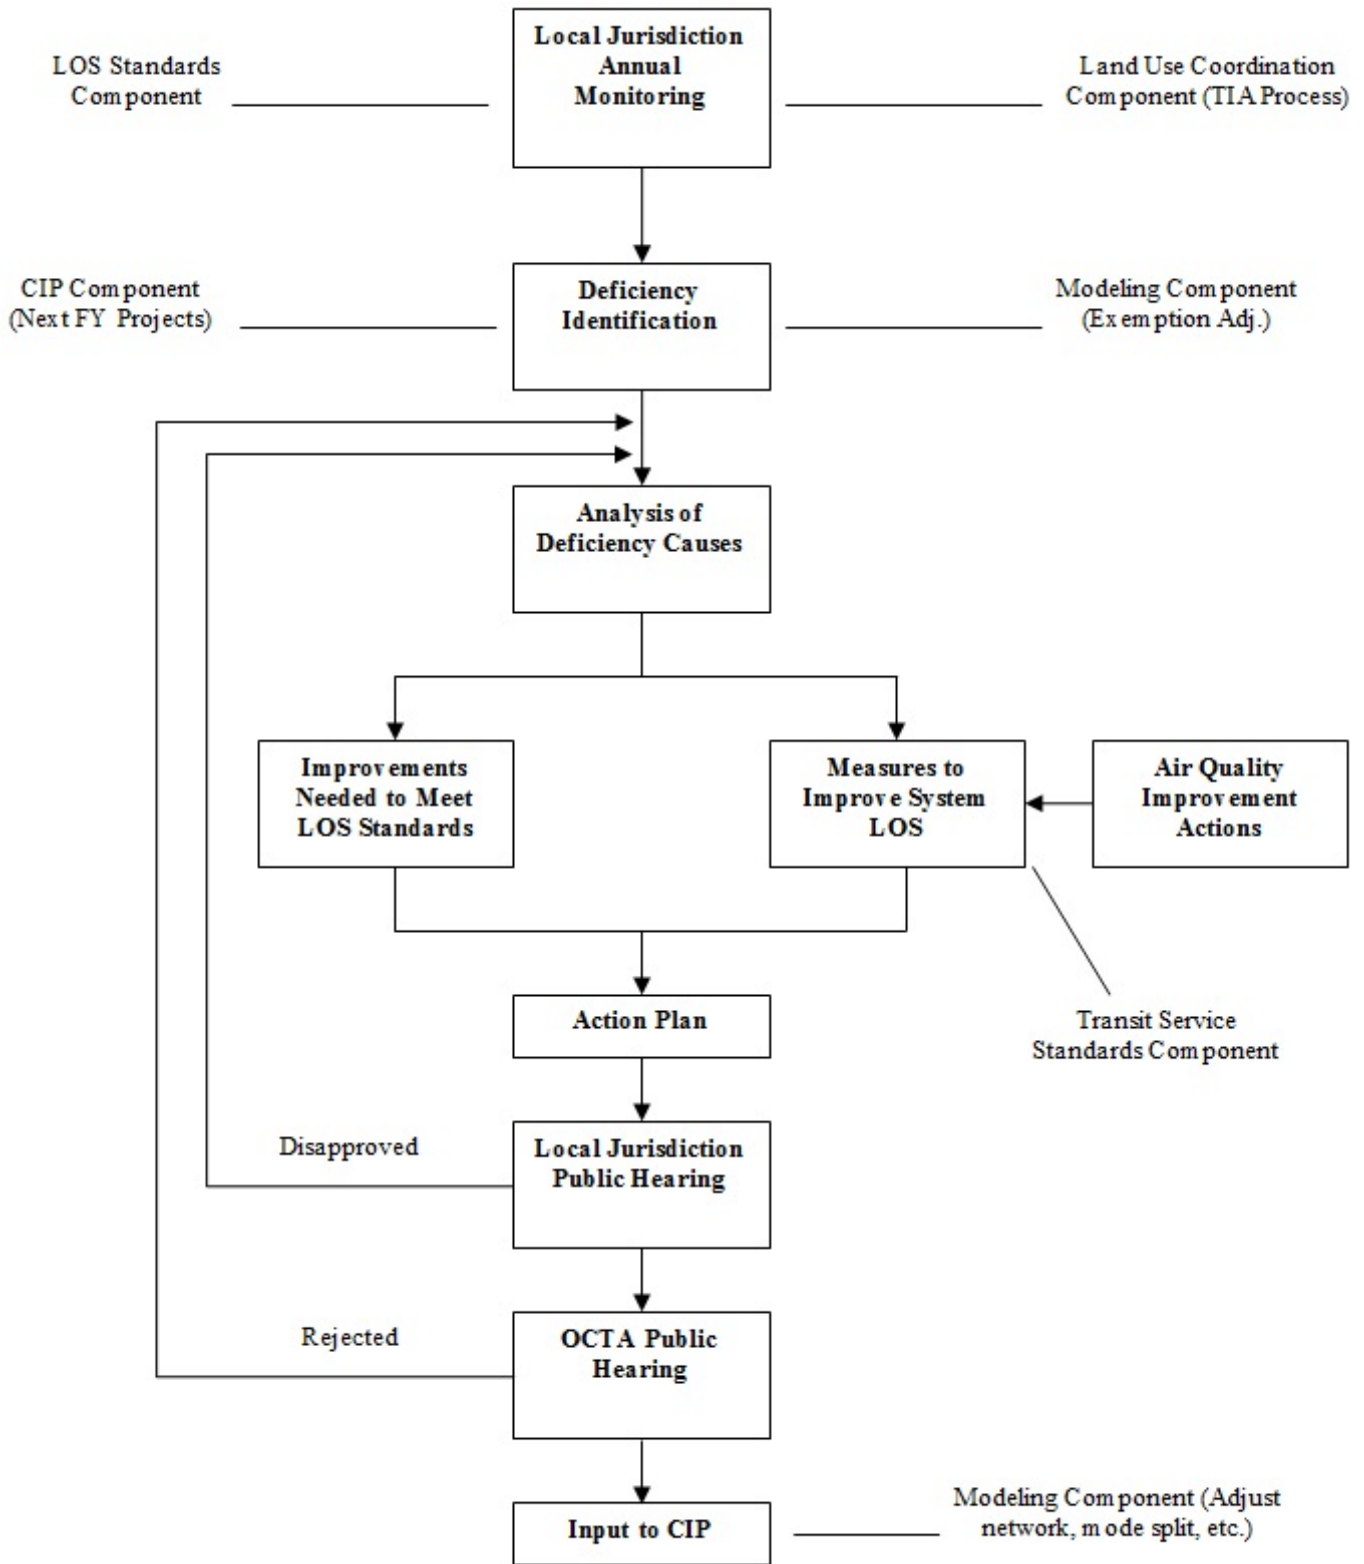 Local Jurisdiction
Annual
Monitoring
LOS Standards
Component
Land Use Coordination
Component (TIA Process)
CIP Component
(Next FY Projects)
Deficiency
Identification
Modeling Component
(Exemption Adj.)
Analysis of
Deficiency Causes
Improvements
Needed to Meet
LOS Standards
Measures to
Improve System
LOS
Air Quality
Improvement
Actions
Action Plan
Transit Service
Standards Component
Disapproved
Local Jurisdiction
Public Hearing
Rejected
OCTA Public
Hearing
Input to CIP
Modeling Component (Adjust
network, mode split, etc.)